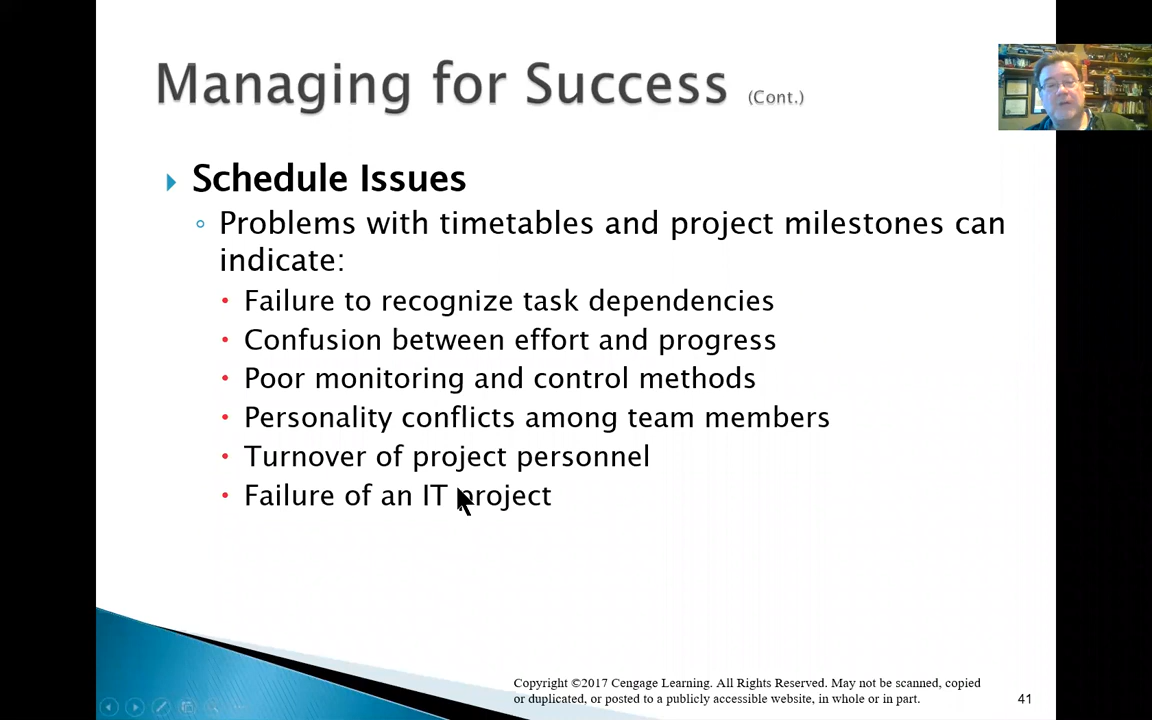 Managing for Success (Cont.)
Schedule Issues
Problems with timetables and project milestones can
indicate:
Failure to recognize task dependencies
Confusion between effort and progress
Poor monitoring and control methods
Personality conflicts among team members
Turnover of project personnel
Failure of an IT project
Copyright ©2017 Cengage Learning. All Rights Reserved. May not be scanned, copied
or duplicated, or posted to a publicly accessible website, in whole or in part.
41